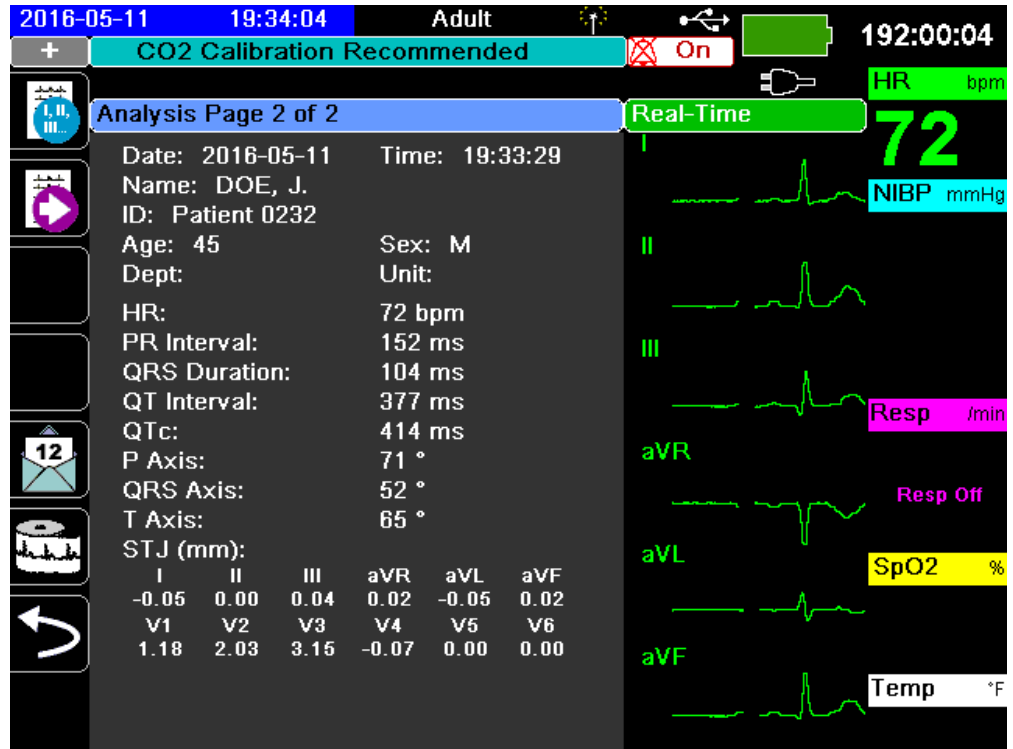 2016-05-11 19:34:04 Adult
192:00:04
+ CO2 Calibration Recommended On
HR bpm
72
I, II, III...
Analysis Page 2 of 2
Date: 2016-05-11 Time: 19:33:29
Name: DOE, J.
ID: Patient 0232
Age: 45 Sex: M
Dept: Unit:
HR: 72 bpm
PR Interval: 152 ms
QRS Duration: 104 ms
QT Interval: 377 ms
QTc: 414 ms
P Axis: 71 °
QRS Axis: 52 °
T Axis: 65 °
STJ (mm):
I II III aVR aVL aVF
-0.05 0.00 0.04 0.02 -0.05 0.02
V1 V2 V3 V4 V5 V6
1.18 2.03 3.15 -0.07 0.00 0.00
12
Real-Time
I
II
III
aVR
aVL
aVF
NIBP mmHg
Resp /min
Resp Off
SpO2 %
Temp °F